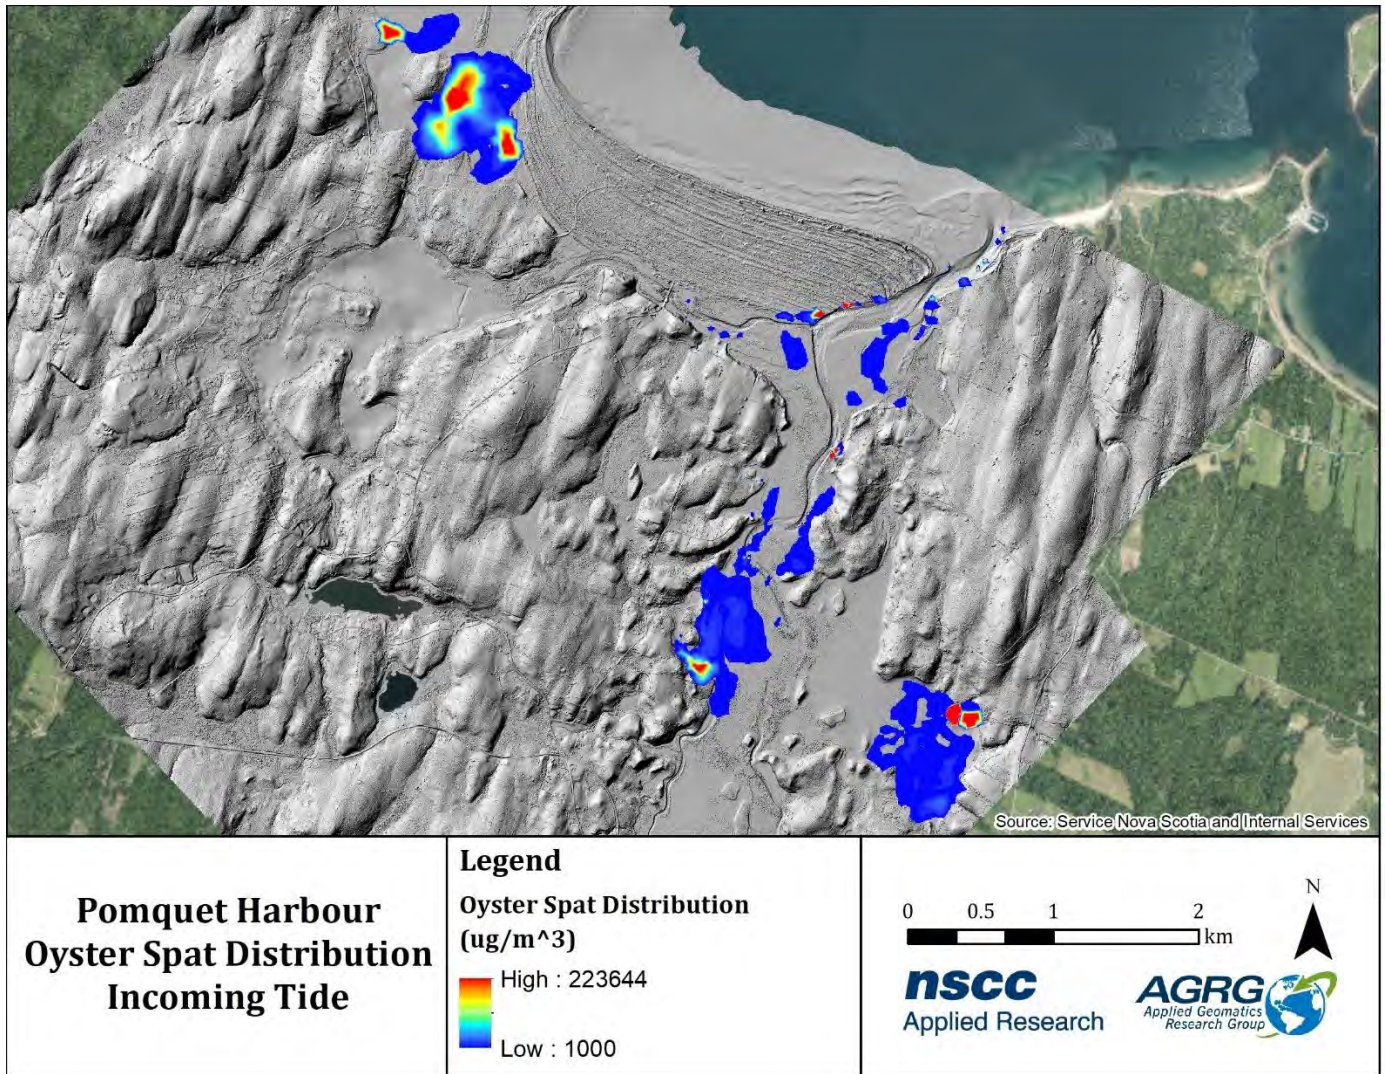 Source: Service Nova Scotia and Internal Services
Pomquet Harbour
Oyster Spat Distribution
Incoming Tide
Legend
Oyster Spat Distribution
(ug/m^3)
High : 223644
Low : 1000
0 0.5 1 2
km
N
nscc
Applied Research
AGRG
Applied Geomatics
Research Group